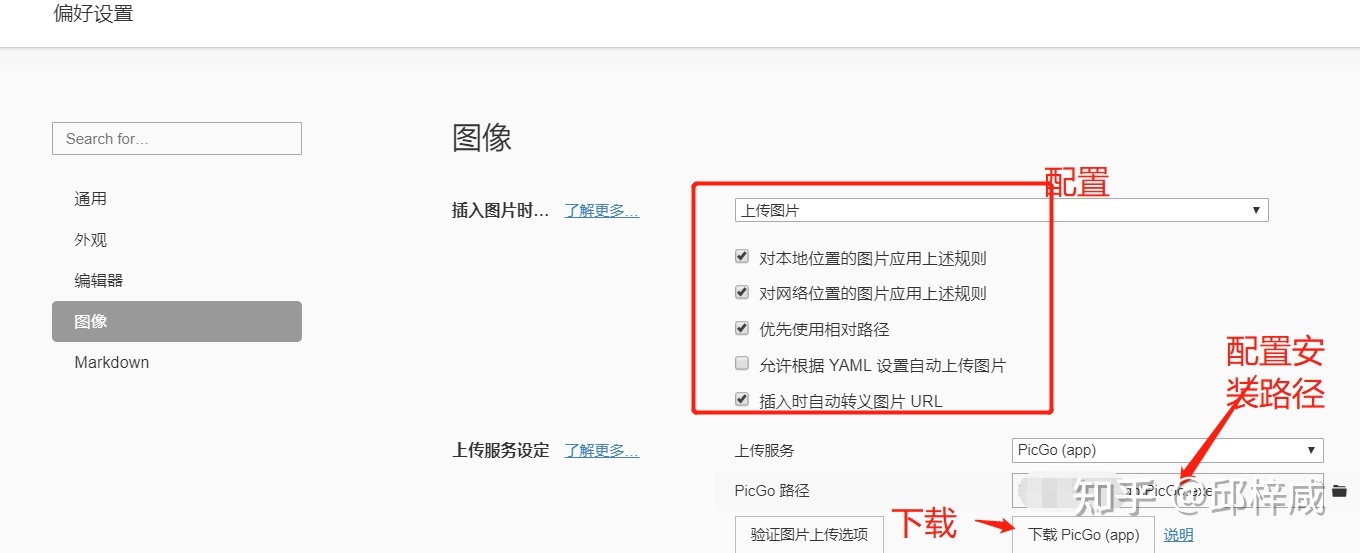 偏好设置
Search for…
通用
外观
编辑器
图像
Markdown
图像
配置
插入图片时… 了解更多… 上传图片
对本地位置的图片应用上述规则
对网络位置的图片应用上述规则
优先使用相对路径
允许根据 YAML 设置自动上传图片
插入时自动转义图片 URL
配置安
装路径
上传服务设定 了解更多… 上传服务 PicGo (app)
PicGo 路径 PicGo.exe
知乎 @邱梓咸
验证图片上传选项 下载 下载 PicGo (app) 说明